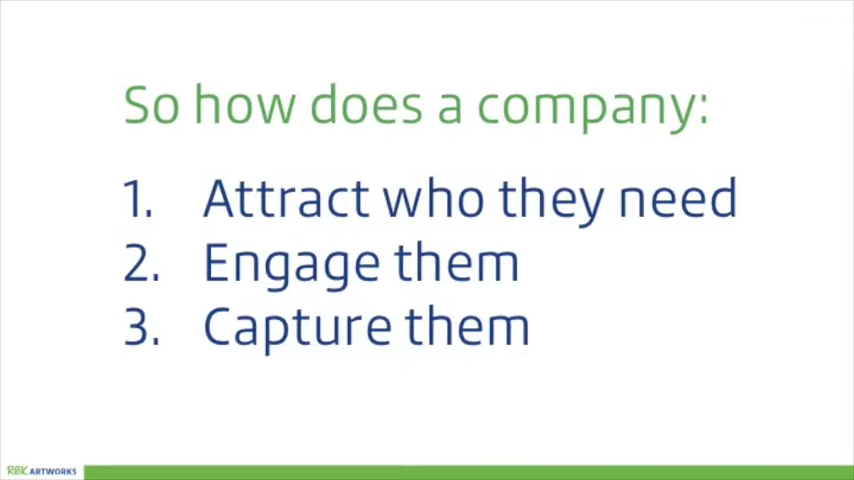 So how does a company:
1. Attract who they need
2. Engage them
3. Capture them
RBK ARTWORKS